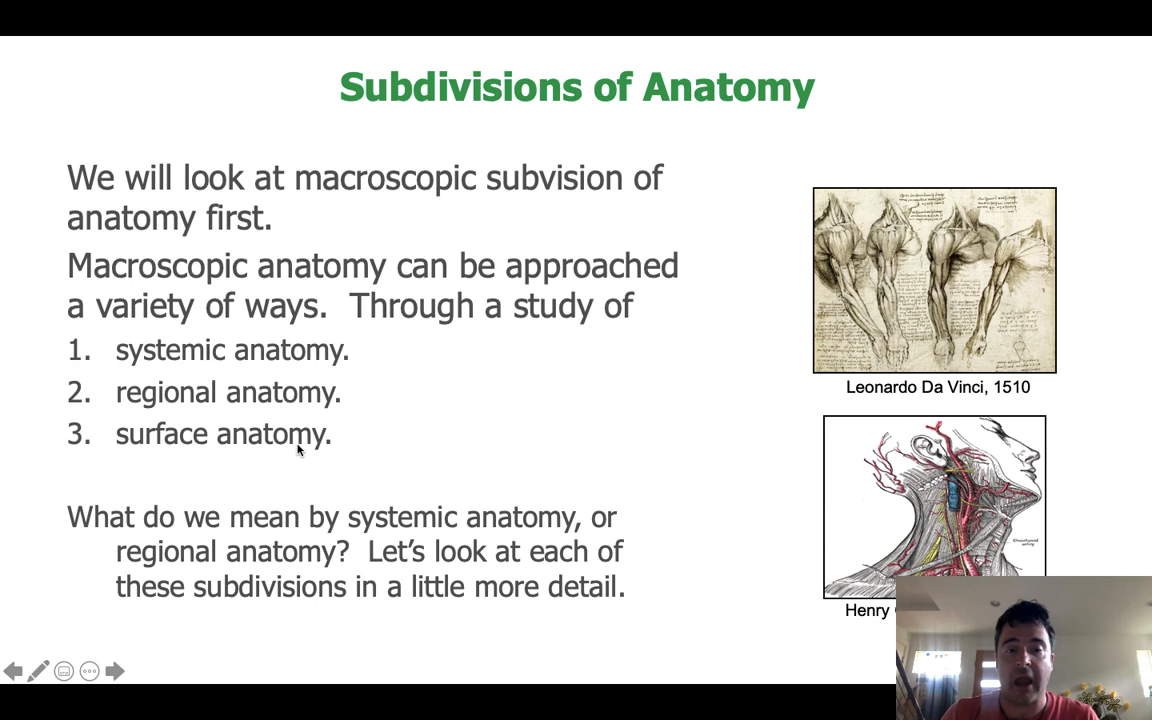 Subdivisions of Anatomy
We will look at macroscopic subvision of
anatomy first.
Macroscopic anatomy can be approached
a variety of ways.  Through a study of
1. systemic anatomy.
2. regional anatomy.
3. surface anatomy.
What do we mean by systemic anatomy, or
regional anatomy?  Let’s look at each of
these subdivisions in a little more detail.
Leonardo Da Vinci, 1510
Henry